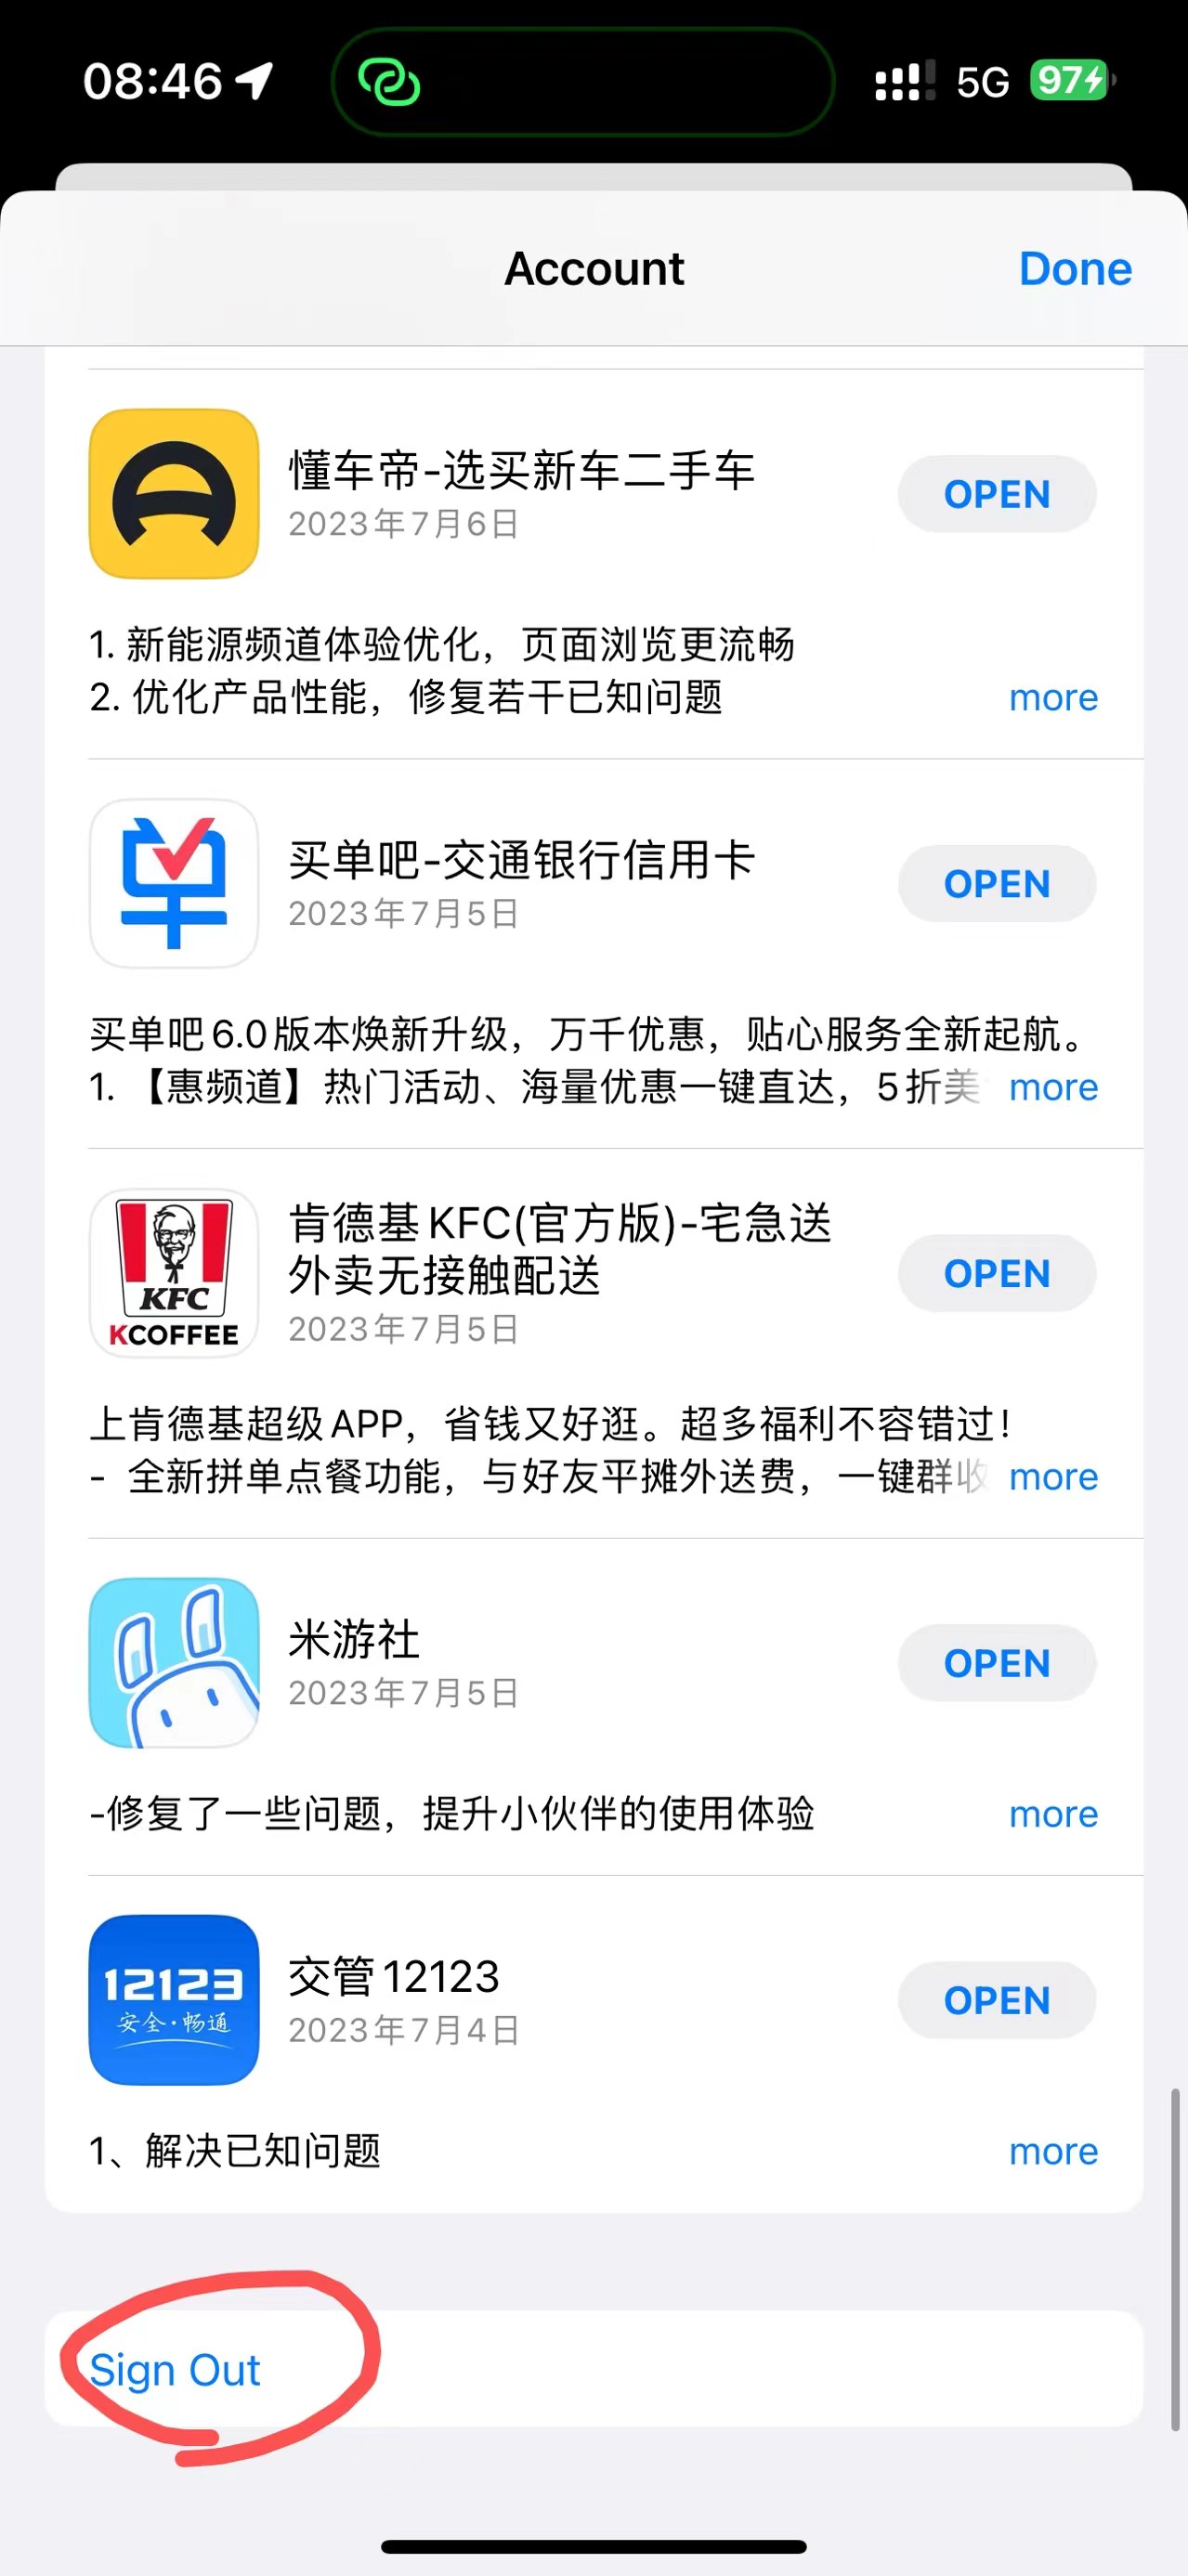 08:46
5G
97
Account
Done
懂车帝-选买新车二手车
2023年7月6日
OPEN
1. 新能源频道体验优化，页面浏览更流畅
2. 优化产品性能，修复若干已知问题
more
买单吧-交通银行信用卡
2023年7月5日
OPEN
买单吧6.0版本焕新升级，万千优惠，贴心服务全新起航。
1. 【惠频道】热门活动、海量优惠一键直达，5折美
more
KFC
KCOFFEE
肯德基KFC(官方版)-宅急送
外卖无接触配送
2023年7月5日
OPEN
上肯德基超级APP，省钱又好逛。超多福利不容错过！
- 全新拼单点餐功能，与好友平摊外送费，一键群收
more
米游社
2023年7月5日
OPEN
-修复了一些问题，提升小伙伴的使用体验
more
12123
安全·畅通
交管12123
2023年7月4日
OPEN
1、解决已知问题
more
Sign Out